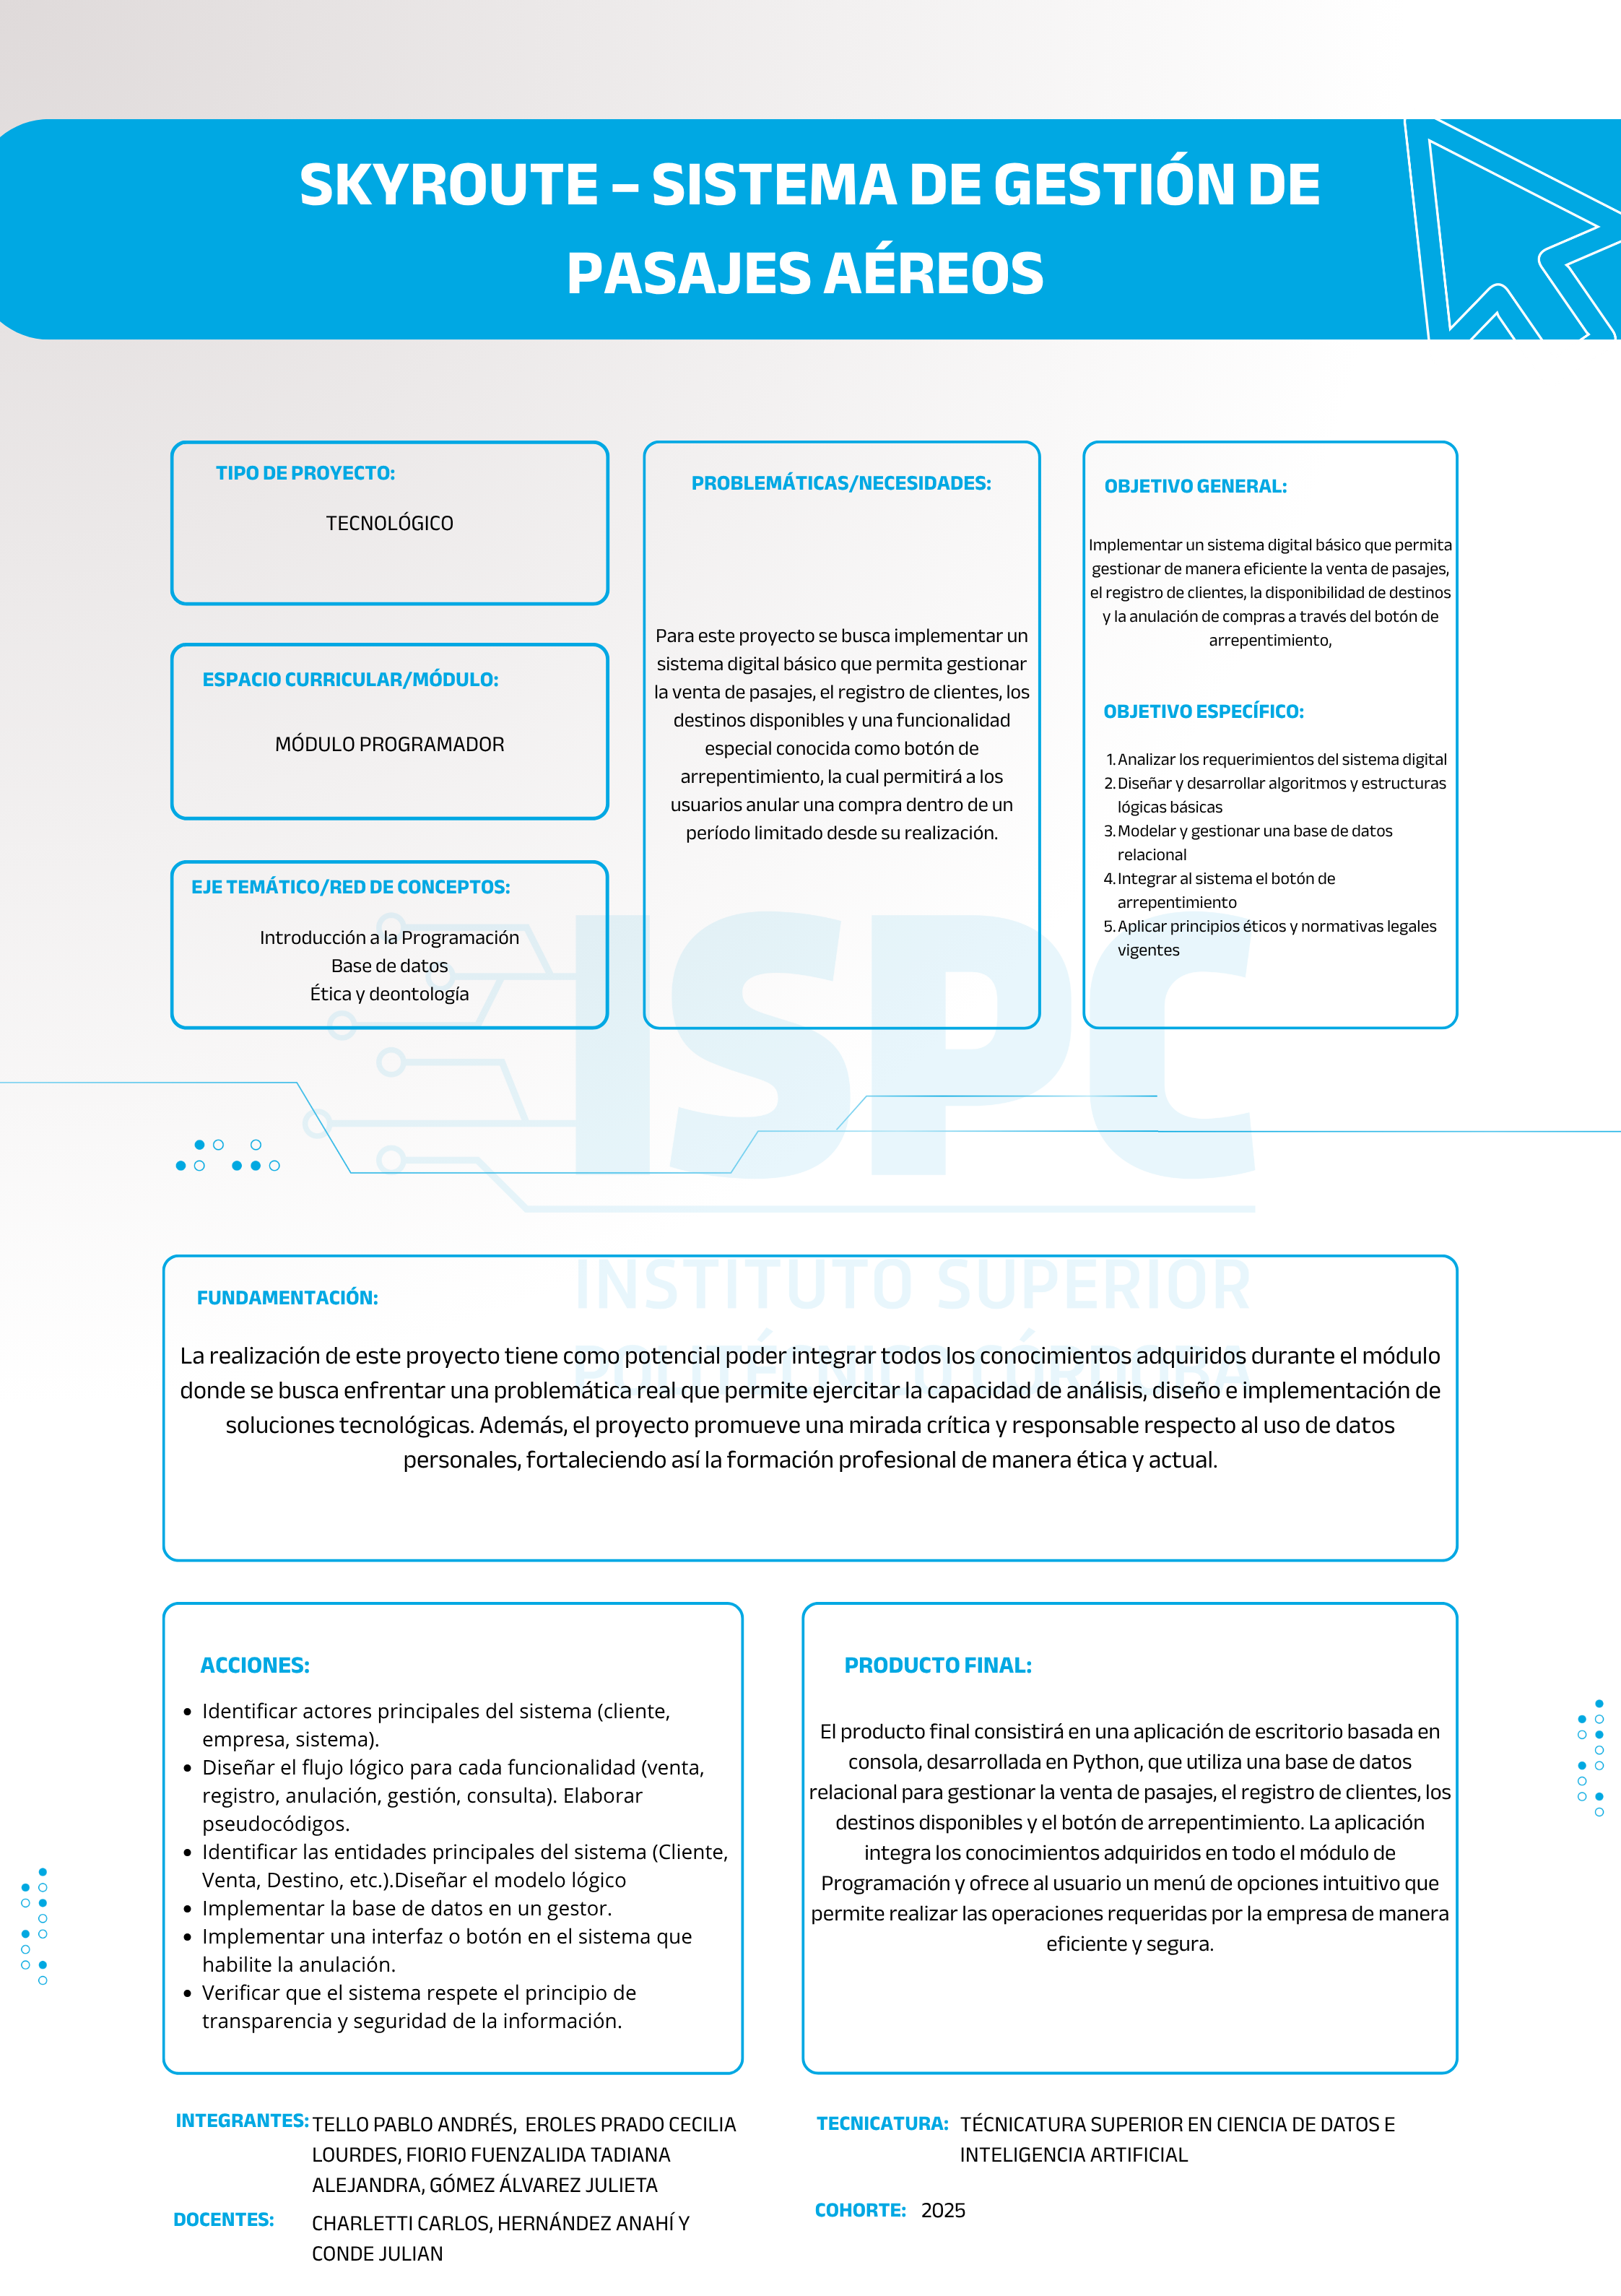 SKYROUTE – SISTEMA DE GESTIÓN DE
PASAJES AÉREOS
TIPO DE PROYECTO:
TECNOLÓGICO
ESPACIO CURRICULAR/MÓDULO:
MÓDULO PROGRAMADOR
EJE TEMÁTICO/RED DE CONCEPTOS:
Introducción a la Programación
Base de datos
Ética y deontología
PROBLEMÁTICAS/NECESIDADES:
Para este proyecto se busca implementar un
sistema digital básico que permita gestionar
la venta de pasajes, el registro de clientes, los
destinos disponibles y una funcionalidad
especial conocida como botón de
arrepentimiento, la cual permitirá a los
usuarios anular una compra dentro de un
período limitado desde su realización.
OBJETIVO GENERAL:
Implementar un sistema digital básico que permita
gestionar de manera eficiente la venta de pasajes,
el registro de clientes, la disponibilidad de destinos
y la anulación de compras a través del botón de
arrepentimiento,
OBJETIVO ESPECÍFICO:
1. Analizar los requerimientos del sistema digital
2. Diseñar y desarrollar algoritmos y estructuras
lógicas básicas
3. Modelar y gestionar una base de datos
relacional
4. Integrar al sistema el botón de
arrepentimiento
5. Aplicar principios éticos y normativas legales
vigentes
ISPC
INSTITUTO SUPERIOR
POLITÉCNICO CÓRDOBA
FUNDAMENTACIÓN:
La realización de este proyecto tiene como potencial poder integrar todos los conocimientos adquiridos durante el módulo
donde se busca enfrentar una problemática real que permite ejercitar la capacidad de análisis, diseño e implementación de
soluciones tecnológicas. Además, el proyecto promueve una mirada crítica y responsable respecto al uso de datos
personales, fortaleciendo así la formación profesional de manera ética y actual.
ACCIONES:
• Identificar actores principales del sistema (cliente,
empresa, sistema).
• Diseñar el flujo lógico para cada funcionalidad (venta,
registro, anulación, gestión, consulta). Elaborar
pseudocódigos.
• Identificar las entidades principales del sistema (Cliente,
Venta, Destino, etc.).Diseñar el modelo lógico
• Implementar la base de datos en un gestor.
• Implementar una interfaz o botón en el sistema que
habilite la anulación.
• Verificar que el sistema respete el principio de
transparencia y seguridad de la información.
PRODUCTO FINAL:
El producto final consistirá en una aplicación de escritorio basada en
consola, desarrollada en Python, que utiliza una base de datos
relacional para gestionar la venta de pasajes, el registro de clientes, los
destinos disponibles y el botón de arrepentimiento. La aplicación
integra los conocimientos adquiridos en todo el módulo de
Programación y ofrece al usuario un menú de opciones intuitivo que
permite realizar las operaciones requeridas por la empresa de manera
eficiente y segura.
INTEGRANTES: TELLO PABLO ANDRÉS, EROLES PRADO CECILIA
LOURDES, FIORIO FUENZALIDA TADIANA
ALEJANDRA, GÓMEZ ÁLVAREZ JULIETA
DOCENTES: CHARLETTI CARLOS, HERNÁNDEZ ANAHÍ Y
CONDE JULIAN
TECNICATURA: TÉCNICATURA SUPERIOR EN CIENCIA DE DATOS E
INTELIGENCIA ARTIFICIAL
COHORTE: 2025